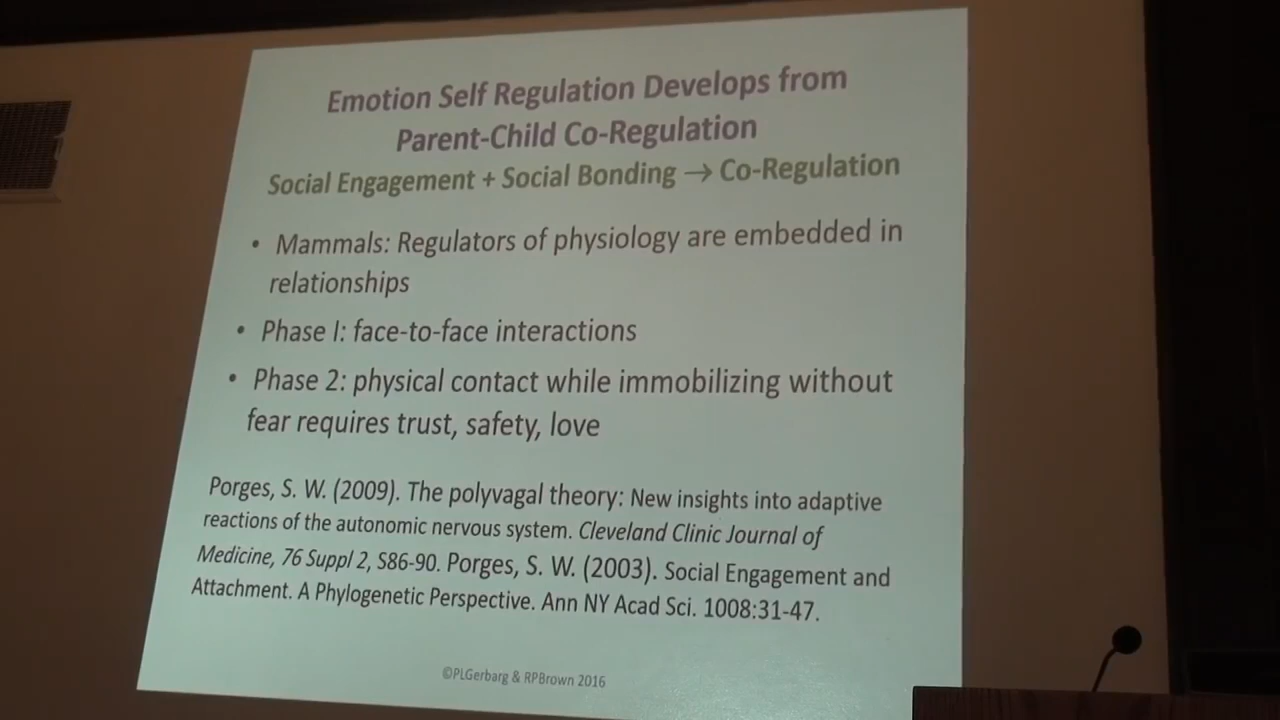 Emotion Self Regulation Develops from
Parent-Child Co-Regulation
Social Engagement + Social Bonding → Co-Regulation
• Mammals: Regulators of physiology are embedded in
relationships
• Phase I: face-to-face interactions
• Phase 2: physical contact while immobilizing without
fear requires trust, safety, love
Porges, S. W. (2009). The polyvagal theory: New insights into adaptive
reactions of the autonomic nervous system. Cleveland Clinic Journal of
Medicine, 76 Suppl 2, S86-90. Porges, S. W. (2003). Social Engagement and
Attachment. A Phylogenetic Perspective. Ann NY Acad Sci. 1008:31-47.
©PLGerbarg & RPBrown 2016